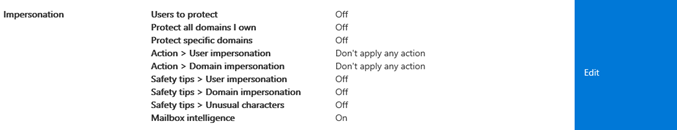 Impersonation Users to protect Off
Protect all domains I own Off
Protect specific domains Off
Action > User impersonation Don't apply any action
Action > Domain impersonation Don't apply any action
Edit
Safety tips > User impersonation Off
Safety tips > Domain impersonation Off
Safety tips > Unusual characters Off
Mailbox intelligence On